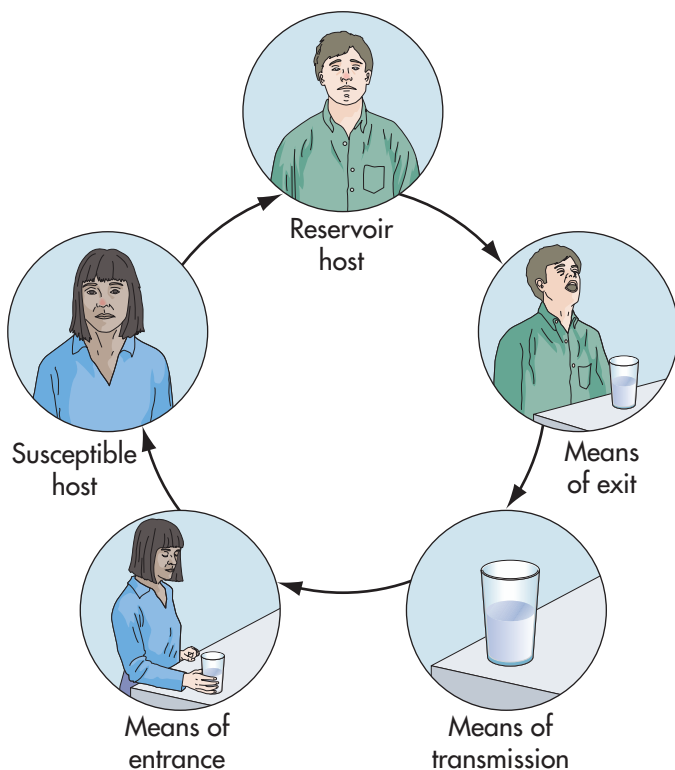 Reservoir
host
Means
of exit
Means of
transmission
Means of
entrance
Susceptible
host